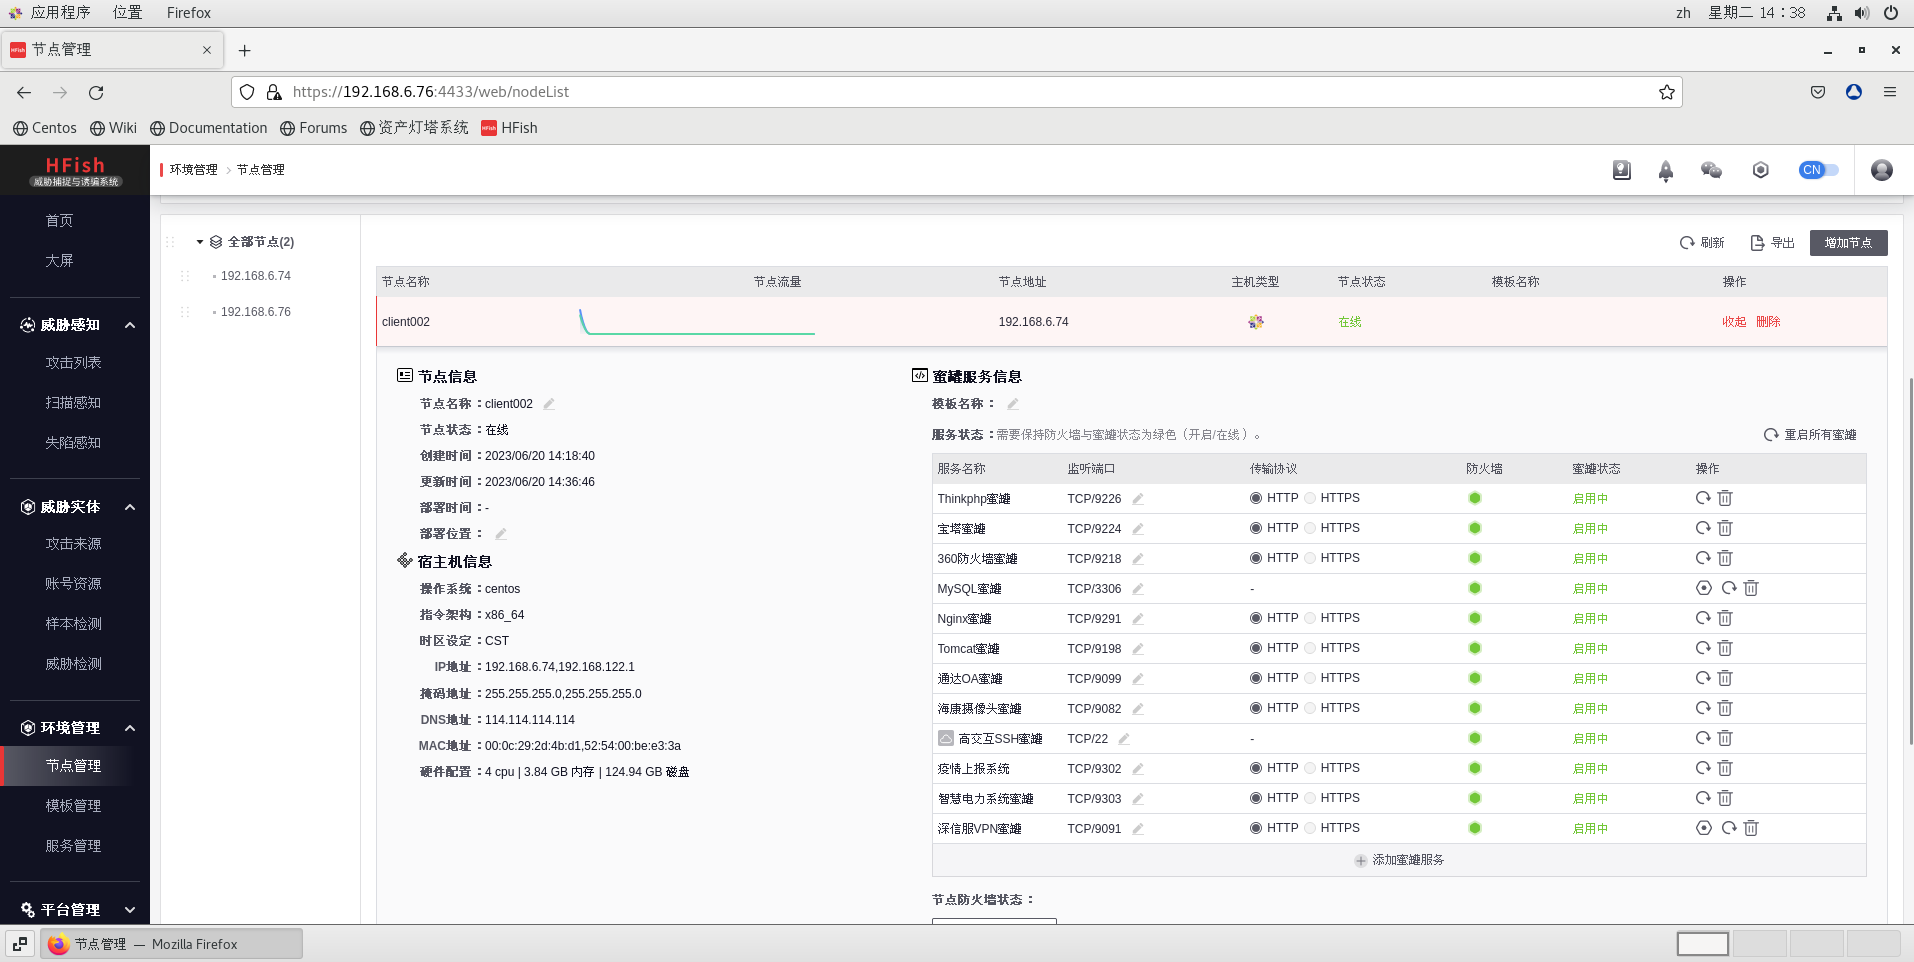 应用程序 位置 Firefox zh 星期二 14：38
节点管理
https://192.168.6.76:4433/web/nodeList
Centos Wiki Documentation Forums 资产灯塔系统 HFish
HFish
威胁捕捉与诱骗系统
环境管理 节点管理 CN
首页
大屏
威胁感知
攻击列表
扫描感知
失陷感知
威胁实体
攻击来源
账号资源
样本检测
威胁检测
环境管理
节点管理
模板管理
服务管理
平台管理
全部节点(2)
192.168.6.74
192.168.6.76
刷新 导出 增加节点
节点名称 节点流量 节点地址 主机类型 节点状态 模板名称 操作
client002 192.168.6.74 在线 收起 删除
节点信息
节点名称：client002
节点状态：在线
创建时间：2023/06/20 14:18:40
更新时间：2023/06/20 14:36:46
部署时间：-
部署位置：
宿主机信息
操作系统：centos
指令架构：x86_64
时区设定：CST
IP地址：192.168.6.74,192.168.122.1
掩码地址：255.255.255.0,255.255.255.0
DNS地址：114.114.114.114
MAC地址：00:0c:29:2d:4b:d1,52:54:00:be:e3:3a
硬件配置：4 cpu | 3.84 GB 内存 | 124.94 GB 磁盘
蜜罐服务信息
模板名称：
服务状态：需要保持防火墙与蜜罐状态为绿色（开启/在线）。 重启所有蜜罐
服务名称 监听端口 传输协议 防火墙 蜜罐状态 操作
Thinkphp蜜罐 TCP/9226 HTTP HTTPS 启用中
宝塔蜜罐 TCP/9224 HTTP HTTPS 启用中
360防火墙蜜罐 TCP/9218 HTTP HTTPS 启用中
MySQL蜜罐 TCP/3306 - 启用中
Nginx蜜罐 TCP/9291 HTTP HTTPS 启用中
Tomcat蜜罐 TCP/9198 HTTP HTTPS 启用中
通达OA蜜罐 TCP/9099 HTTP HTTPS 启用中
海康摄像头蜜罐 TCP/9082 HTTP HTTPS 启用中
高交互SSH蜜罐 TCP/22 - 启用中
疫情上报系统 TCP/9302 HTTP HTTPS 启用中
智慧电力系统蜜罐 TCP/9303 HTTP HTTPS 启用中
深信服VPN蜜罐 TCP/9091 HTTP HTTPS 启用中
添加蜜罐服务
节点防火墙状态：
节点管理 — Mozilla Firefox